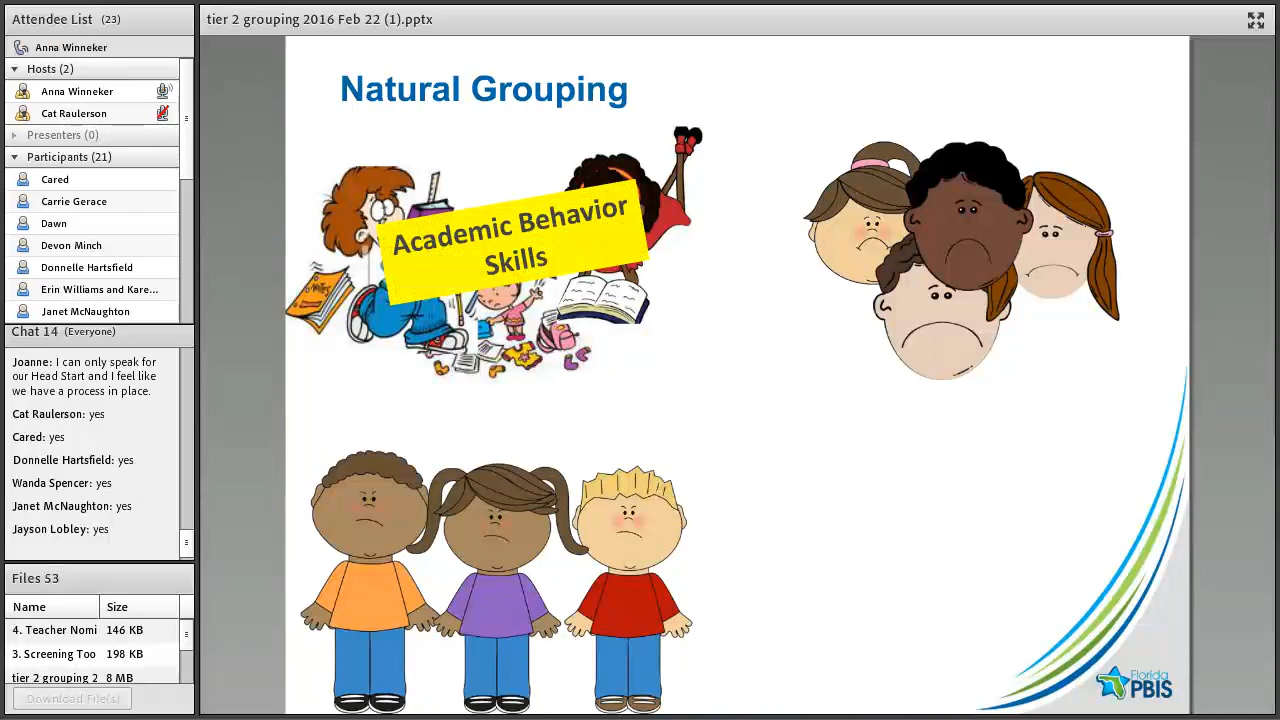 Attendee List (23)
Anna Winneker
Hosts (2)
Anna Winneker
Cat Raulerson
Presenters (0)
Participants (21)
Cared
Carrie Gerace
Dawn
Devon Minch
Donnelle Hartsfield
Erin Williams and Kare...
Janet McNaughton
Chat 14 (Everyone)
Joanne: I can only speak for
our Head Start and I feel like
we have a process in place.
Cat Raulerson: yes
Cared: yes
Donnelle Hartsfield: yes
Wanda Spencer: yes
Janet McNaughton: yes
Jayson Lobley: yes
Files 53
Name Size
4. Teacher Nomi 146 KB
3. Screening Too 198 KB
tier 2 grouping 2 8 MB
Download File(s)
tier 2 grouping 2016 Feb 22 (1).pptx
Natural Grouping
Academic Behavior
Skills
NOTES
Florida
PBIS